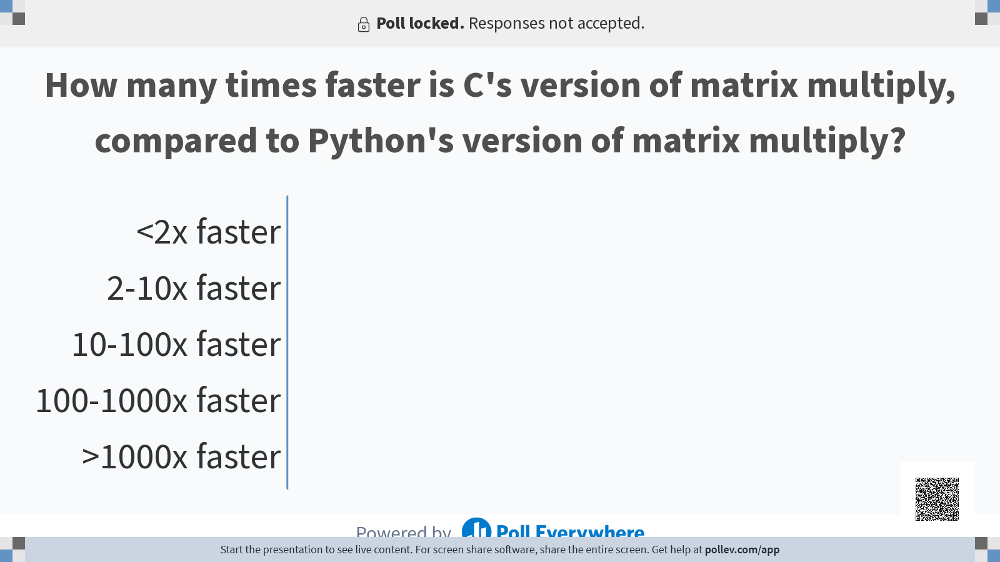 Poll locked. Responses not accepted.
How many times faster is C's version of matrix multiply,
compared to Python's version of matrix multiply?
<2x faster
2-10x faster
10-100x faster
100-1000x faster
>1000x faster
Powered by Poll Everywhere
Start the presentation to see live content. For screen share software, share the entire screen. Get help at pollev.com/app